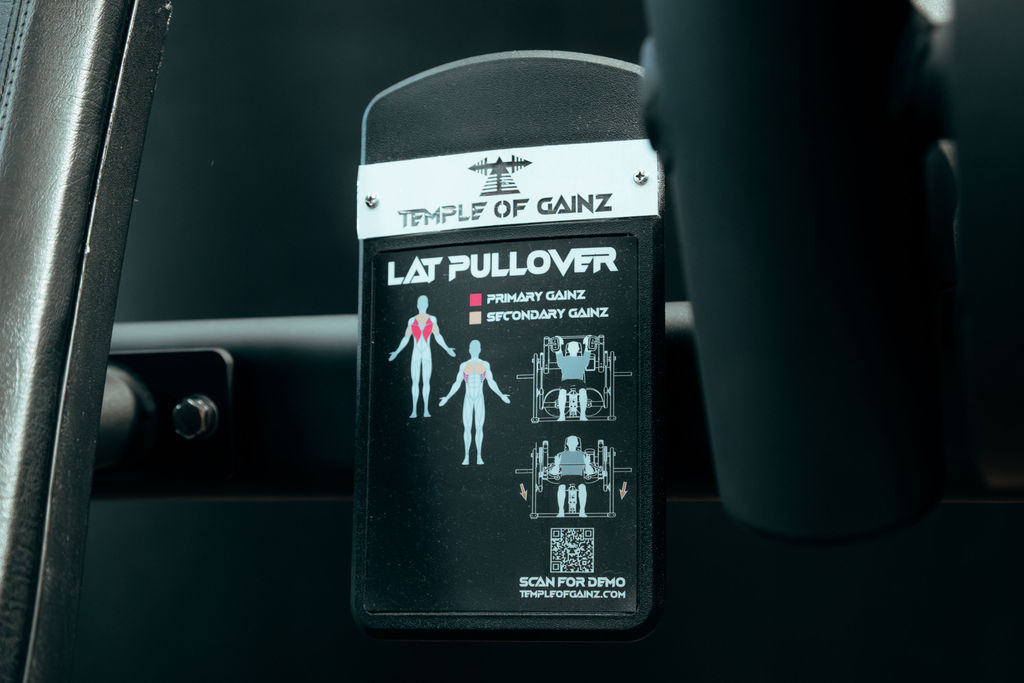 TEMPLE OF GAINZ
LAT PULLOVER
PRIMARY GAINZ
SECONDARY GAINZ
SCAN FOR DEMO
TEMPLEOFGAINZ.COM